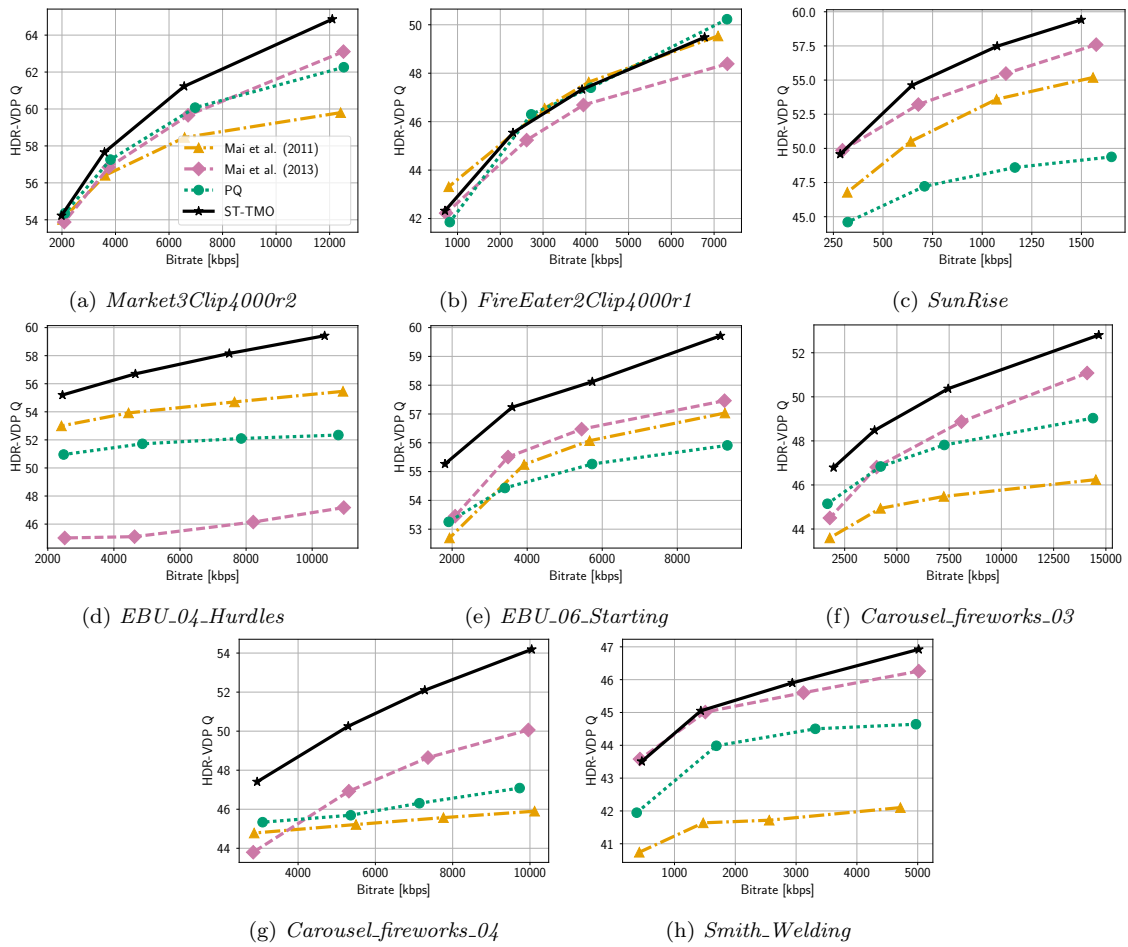 64
62
60
58
56
54
HDR-VDP Q
2000 4000 6000 8000 10000 12000
Bitrate [kbps]
Mai et al. (2011)
Mai et al. (2013)
PQ
ST-TMO
(a) Market3Clip4000r2
50
48
46
44
42
HDR-VDP Q
1000 2000 3000 4000 5000 6000 7000
Bitrate [kbps]
(b) FireEater2Clip4000r1
60.0
57.5
55.0
52.5
50.0
47.5
45.0
HDR-VDP Q
250 500 750 1000 1250 1500
Bitrate [kbps]
(c) SunRise
60
58
56
54
52
50
48
46
HDR-VDP Q
2000 4000 6000 8000 10000
Bitrate [kbps]
(d) EBU_04_Hurdles
60
59
58
57
56
55
54
53
HDR-VDP Q
2000 4000 6000 8000
Bitrate [kbps]
(e) EBU_06_Starting
52
50
48
46
44
HDR-VDP Q
2500 5000 7500 10000 12500 15000
Bitrate [kbps]
(f) Carousel_fireworks_03
54
52
50
48
46
44
HDR-VDP Q
4000 6000 8000 10000
Bitrate [kbps]
(g) Carousel_fireworks_04
47
46
45
44
43
42
41
HDR-VDP Q
1000 2000 3000 4000 5000
Bitrate [kbps]
(h) Smith_Welding